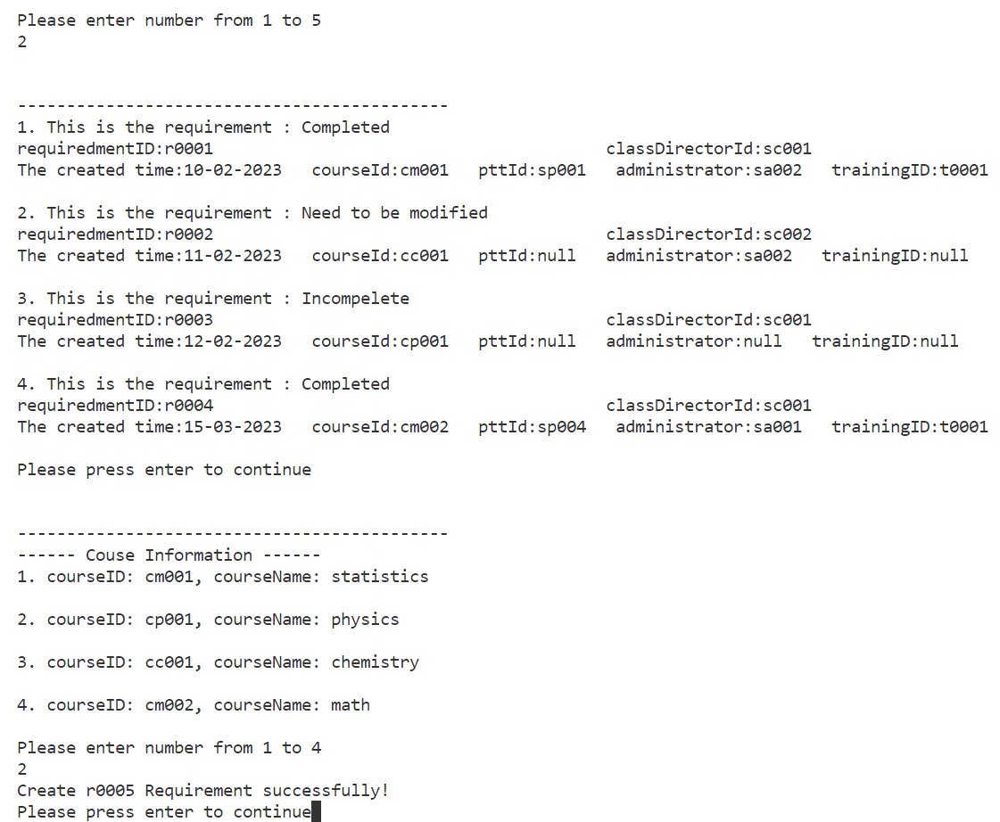 Please enter number from 1 to 5
2
--------------------------------------------
1. This is the requirement : Completed
requiredmentID:r0001 classDirectorId:sc001
The created time:10-02-2023 courseId:cm001 pttId:sp001 administrator:sa002 trainingID:t0001
2. This is the requirement : Need to be modified
requiredmentID:r0002 classDirectorId:sc002
The created time:11-02-2023 courseId:cc001 pttId:null administrator:sa002 trainingID:null
3. This is the requirement : Incompelete
requiredmentID:r0003 classDirectorId:sc001
The created time:12-02-2023 courseId:cp001 pttId:null administrator:null trainingID:null
4. This is the requirement : Completed
requiredmentID:r0004 classDirectorId:sc001
The created time:15-03-2023 courseId:cm002 pttId:sp004 administrator:sa001 trainingID:t0001
Please press enter to continue
--------------------------------------------
------ Couse Information ------
1. courseID: cm001, courseName: statistics
2. courseID: cp001, courseName: physics
3. courseID: cc001, courseName: chemistry
4. courseID: cm002, courseName: math
Please enter number from 1 to 4
2
Create r0005 Requirement successfully!
Please press enter to continue